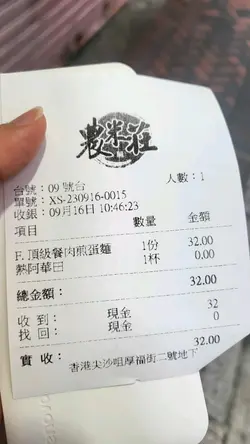 農米莊
台號：09 號台 人數：1
單號：XS-230916-0015
收銀：09月16日 10:46:23
項目 數量 金額
F. 頂級餐肉煎蛋麵 1份 32.00
熱阿華田 1杯 0.00
總金額： 32.00
收到： 現金 32
找回： 現金 0
實收： 32.00
香港尖沙咀厚福街二號地下